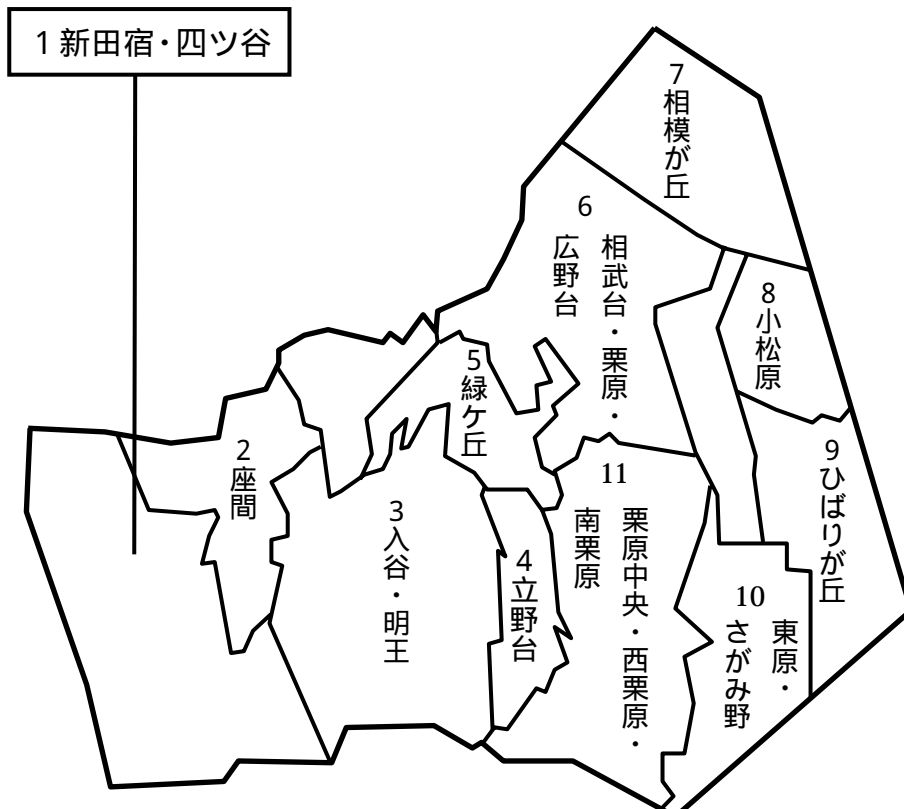 1 新田宿・四ツ谷
2 座間
3 入谷・明王
4 立野台
5 緑ケ丘
6
相武台・栗原・
広野台
7 相模が丘
8 小松原
9 ひばりが丘
10
東原・
さがみ野
11
栗原中央・西栗原・
南栗原